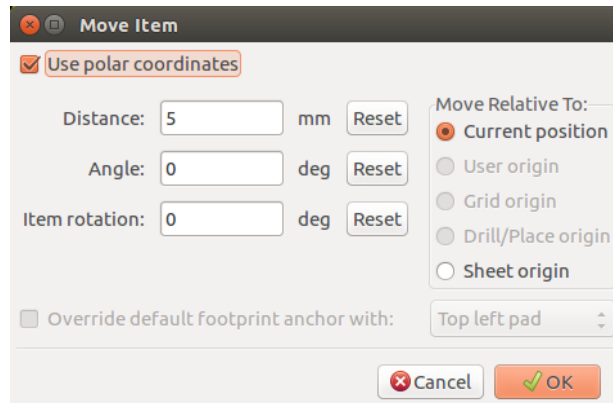 Move Item
Use polar coordinates
Distance: 5 mm Reset
Angle: 0 deg Reset
Item rotation: 0 deg Reset
Move Relative To:
Current position
User origin
Grid origin
Drill/Place origin
Sheet origin
Override default footprint anchor with: Top left pad
Cancel OK